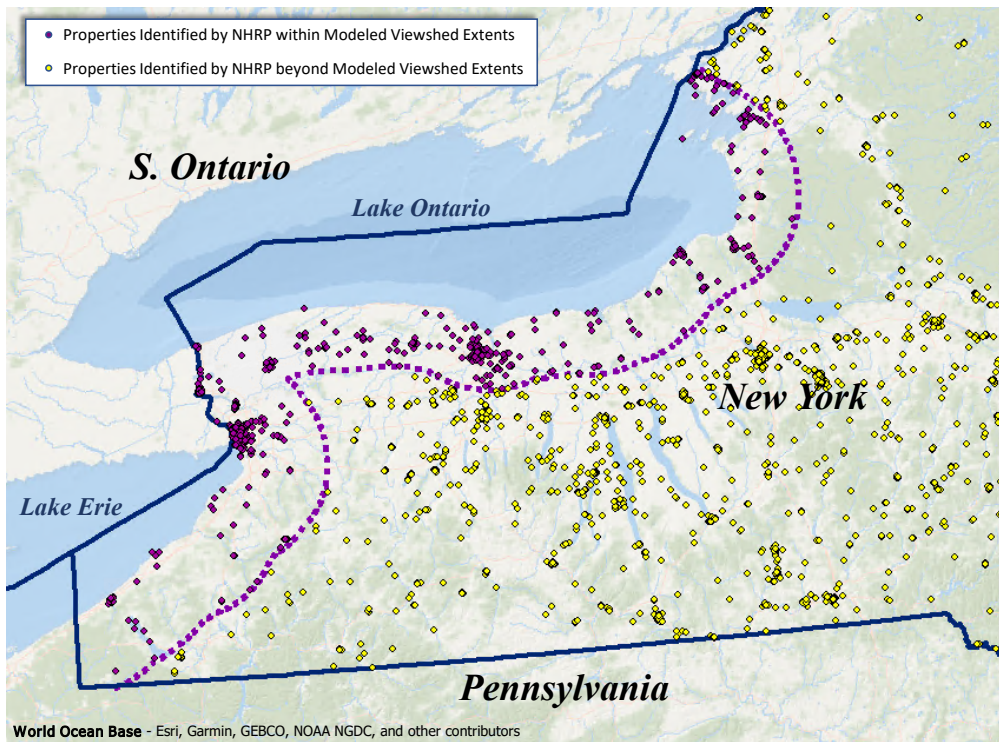 Properties Identified by NHRP within Modeled Viewshed Extents
Properties Identified by NHRP beyond Modeled Viewshed Extents
S. Ontario
Lake Ontario
New York
Lake Erie
Pennsylvania
World Ocean Base - Esri, Garmin, GEBCO, NOAA NGDC, and other contributors